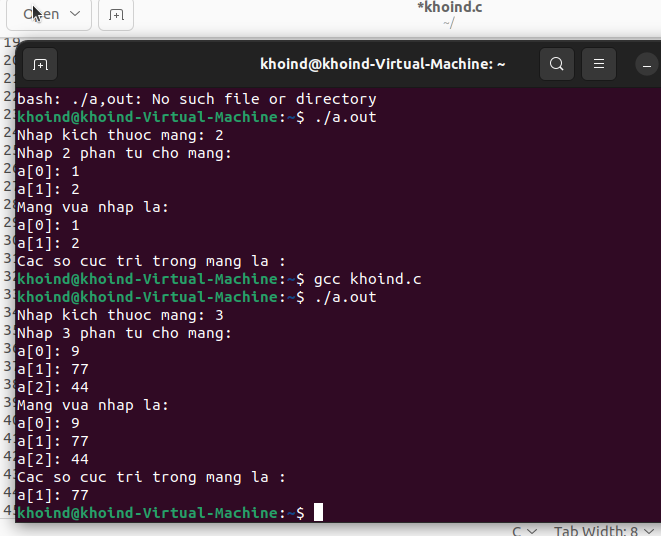 *khoind.c
~/
khoind@khoind-Virtual-Machine: ~
bash: ./a,out: No such file or directory
khoind@khoind-Virtual-Machine:~$ ./a.out
Nhap kich thuoc mang: 2
Nhap 2 phan tu cho mang:
a[0]: 1
a[1]: 2
Mang vua nhap la:
a[0]: 1
a[1]: 2
Cac so cuc tri trong mang la :
khoind@khoind-Virtual-Machine:~$ gcc khoind.c
khoind@khoind-Virtual-Machine:~$ ./a.out
Nhap kich thuoc mang: 3
Nhap 3 phan tu cho mang:
a[0]: 9
a[1]: 77
a[2]: 44
Mang vua nhap la:
a[0]: 9
a[1]: 77
a[2]: 44
Cac so cuc tri trong mang la :
a[1]: 77
khoind@khoind-Virtual-Machine:~$
C Tab Width: 8